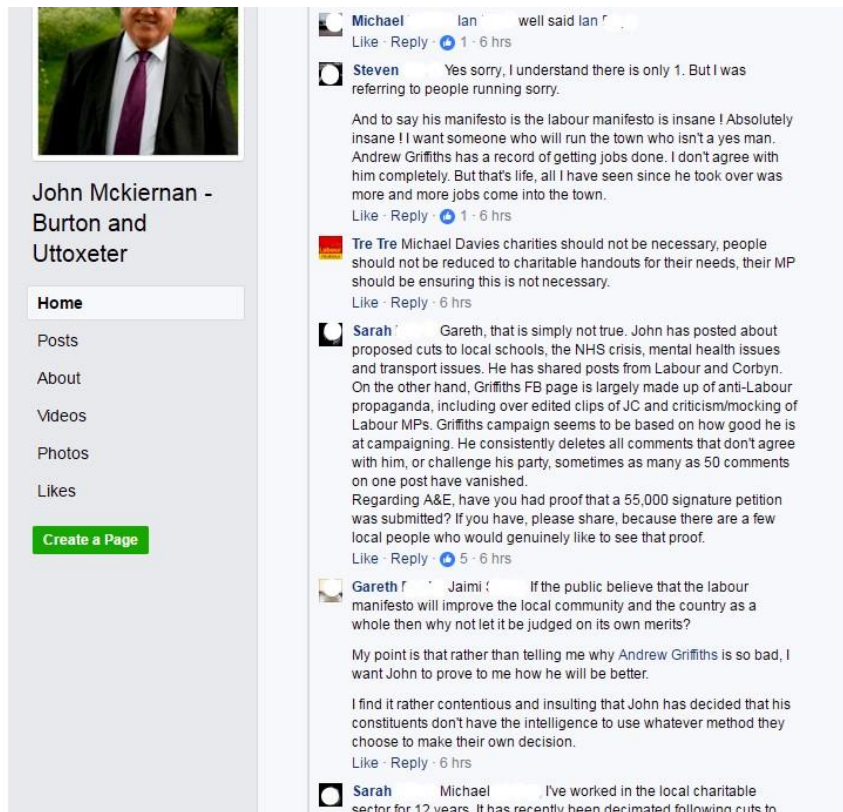 John Mckiernan -
Burton and
Uttoxeter
Home
Posts
About
Videos
Photos
Likes
Create a Page
Michael Ian well said Ian
Like · Reply · 1 · 6 hrs
Steven Yes sorry, I understand there is only 1. But I was
referring to people running sorry.
And to say his manifesto is the labour manifesto is insane ! Absolutely
insane ! I want someone who will run the town who isn't a yes man.
Andrew Griffiths has a record of getting jobs done. I don't agree with
him completely. But that's life, all I have seen since he took over was
more and more jobs come into the town.
Like · Reply · 1 · 6 hrs
Tre Tre Michael Davies charities should not be necessary, people
should not be reduced to charitable handouts for their needs, their MP
should be ensuring this is not necessary.
Like · Reply · 6 hrs
Sarah Gareth, that is simply not true. John has posted about
proposed cuts to local schools, the NHS crisis, mental health issues
and transport issues. He has shared posts from Labour and Corbyn.
On the other hand, Griffiths FB page is largely made up of anti-Labour
propaganda, including over edited clips of JC and criticism/mocking of
Labour MPs. Griffiths campaign seems to be based on how good he is
at campaigning. He consistently deletes all comments that don't agree
with him, or challenge his party, sometimes as many as 50 comments
on one post have vanished.
Regarding A&E, have you had proof that a 55,000 signature petition
was submitted? If you have, please share, because there are a few
local people who would genuinely like to see that proof.
Like · Reply · 5 · 6 hrs
Gareth Jaimi If the public believe that the labour
manifesto will improve the local community and the country as a
whole then why not let it be judged on its own merits?
My point is that rather than telling me why Andrew Griffiths is so bad, I
want John to prove to me how he will be better.
I find it rather contentious and insulting that John has decided that his
constituents don't have the intelligence to use whatever method they
choose to make their own decision.
Like · Reply · 6 hrs
Sarah Michael , I've worked in the local charitable
sector for 12 years. It has recently been decimated following cuts to